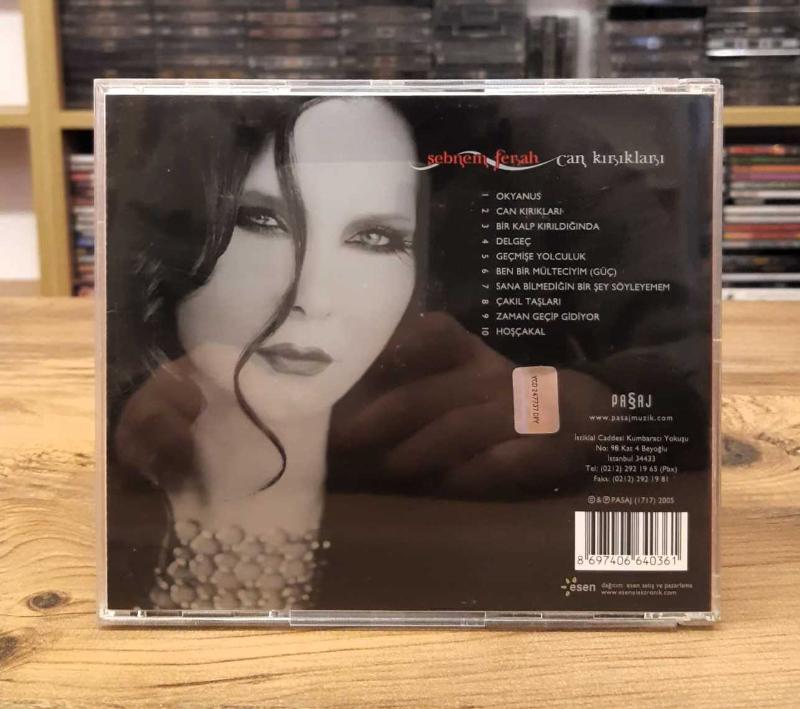 şebnem ferah can kırıkları
1 OKYANUS
2 CAN KIRIKLARI
3 BİR KALP KIRILDIĞINDA
4 DELGEÇ
5 GEÇMİŞE YOLCULUK
6 BEN BİR MÜLTECİYİM (GÜÇ)
7 SANA BİLMEDİĞİN BİR ŞEY SÖYLEYEMEM
8 ÇAKIL TAŞLARI
9 ZAMAN GEÇİP GİDİYOR
10 HOŞÇAKAL
PASAJ
www.pasajmuzik.com
İstiklal Caddesi Kumbaracı Yokuşu
No: 98 Kat 4 Beyoğlu
İstanbul 34433
Tel: (0212) 292 19 65 (Pbx)
Faks: (0212) 292 19 81
©&℗ PASAJ (1717) 2005
8 697406 640361
esen dağıtım: esen satış ve pazarlama
www.esenelektronik.com